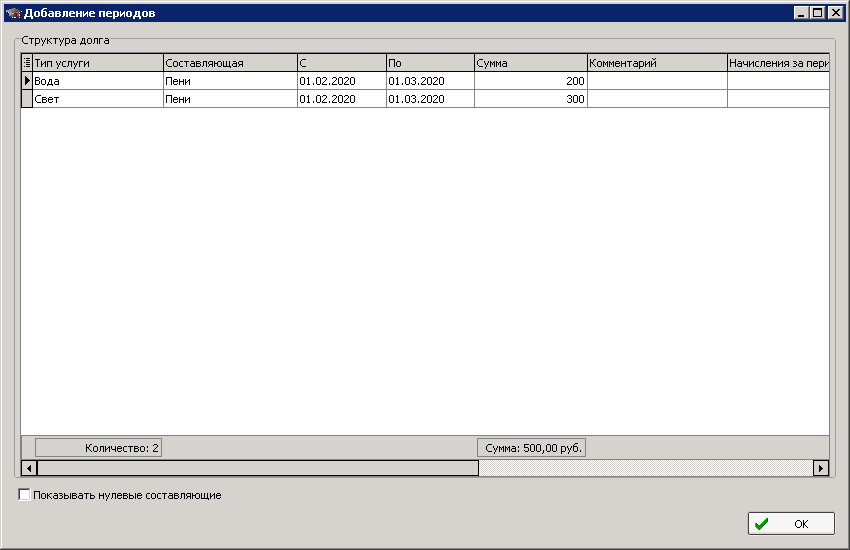 Добавление периодов
Структура долга
Тип услуги Составляющая С По Сумма Комментарий Начисления за пери
Вода Пени 01.02.2020 01.03.2020 200
Свет Пени 01.02.2020 01.03.2020 300
Количество: 2 Сумма: 500,00 руб.
Показывать нулевые составляющие
ОК